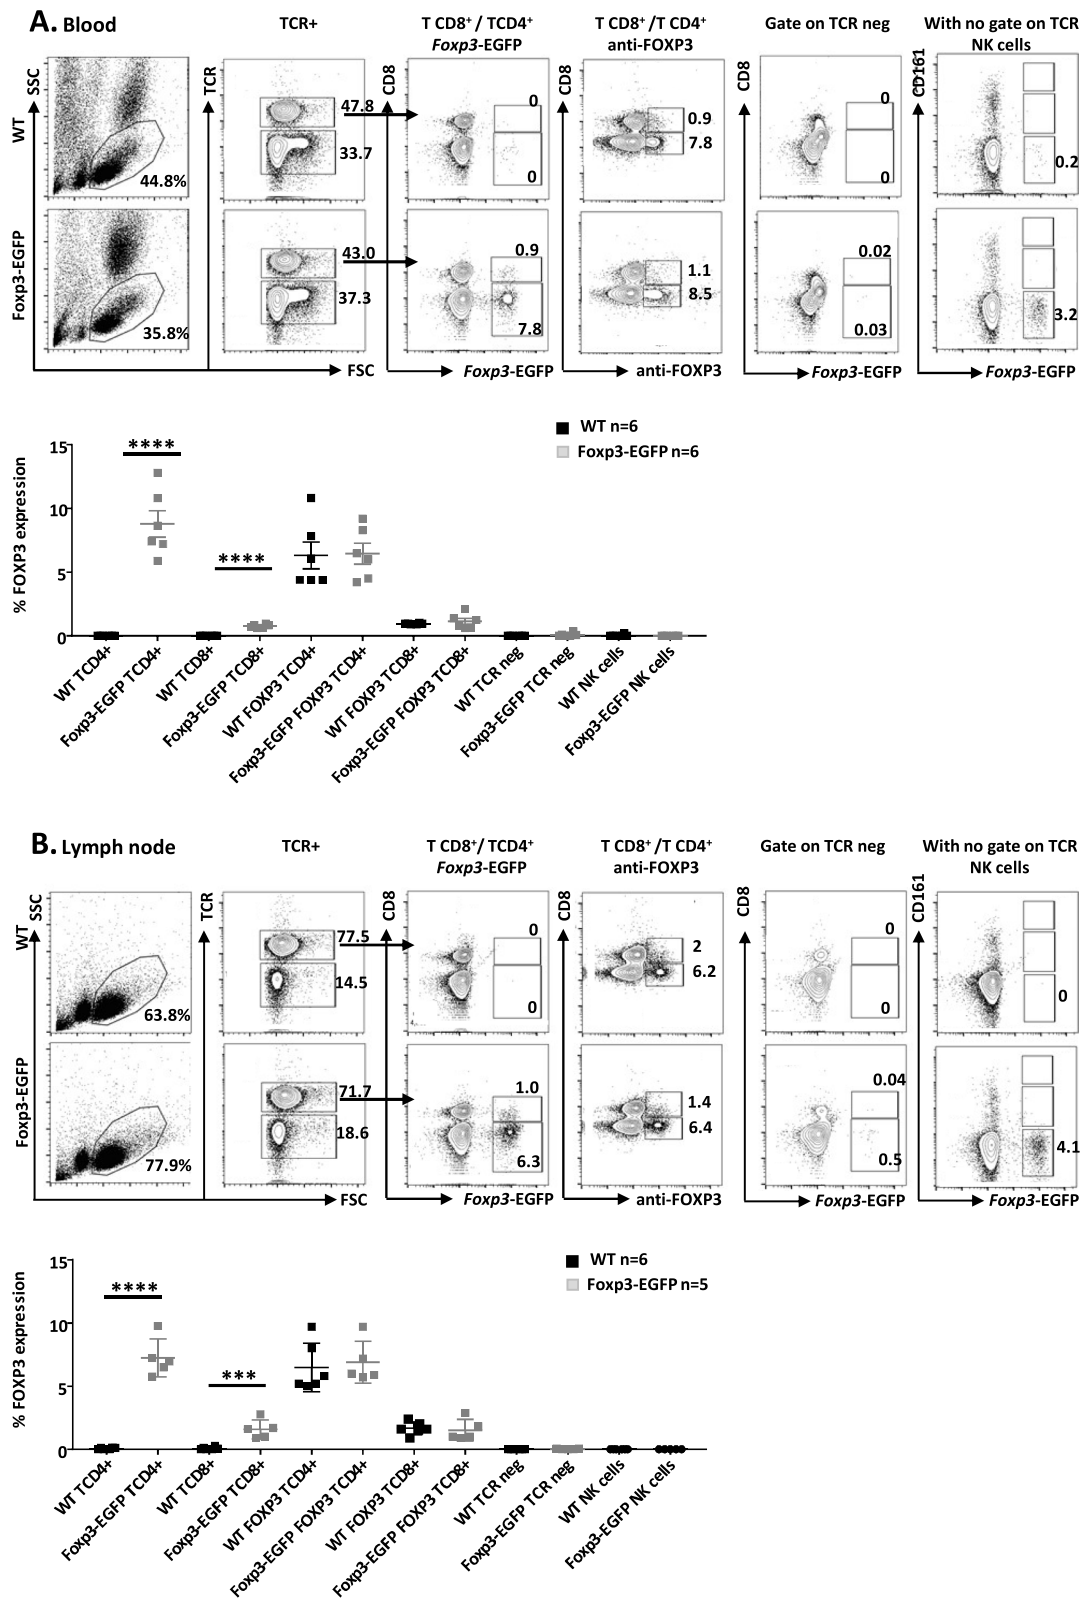 A. Blood
TCR+
T CD8⁺/ TCD4⁺
Foxp3-EGFP
T CD8⁺ /T CD4⁺
anti-FOXP3
Gate on TCR neg
With no gate on TCR
NK cells
SSC
TCR
CD8
CD8
CD8
CD161
WT
44.8%
47.8
33.7
0
0
0.9
7.8
0
0
0.2
Foxp3-EGFP
35.8%
43.0
37.3
0.9
7.8
1.1
8.5
0.02
0.03
3.2
FSC
Foxp3-EGFP
anti-FOXP3
Foxp3-EGFP
Foxp3-EGFP
WT n=6
Foxp3-EGFP n=6
% FOXP3 expression
15
10
5
0
****
****
WT TCD4+
Foxp3-EGFP TCD4+
WT TCD8+
Foxp3-EGFP TCD8+
WT FOXP3 TCD4+
Foxp3-EGFP FOXP3 TCD4+
WT FOXP3 TCD8+
Foxp3-EGFP FOXP3 TCD8+
WT TCR neg
Foxp3-EGFP TCR neg
WT NK cells
Foxp3-EGFP NK cells
B. Lymph node
TCR+
T CD8⁺/ TCD4⁺
Foxp3-EGFP
T CD8⁺ /T CD4⁺
anti-FOXP3
Gate on TCR neg
With no gate on TCR
NK cells
SSC
TCR
CD8
CD8
CD8
CD161
WT
63.8%
77.5
14.5
0
0
2
6.2
0
0
0
Foxp3-EGFP
77.9%
71.7
18.6
1.0
6.3
1.4
6.4
0.04
0.5
4.1
FSC
Foxp3-EGFP
anti-FOXP3
Foxp3-EGFP
Foxp3-EGFP
WT n=6
Foxp3-EGFP n=5
% FOXP3 expression
15
10
5
0
****
***
WT TCD4+
Foxp3-EGFP TCD4+
WT TCD8+
Foxp3-EGFP TCD8+
WT FOXP3 TCD4+
Foxp3-EGFP FOXP3 TCD4+
WT FOXP3 TCD8+
Foxp3-EGFP FOXP3 TCD8+
WT TCR neg
Foxp3-EGFP TCR neg
WT NK cells
Foxp3-EGFP NK cells